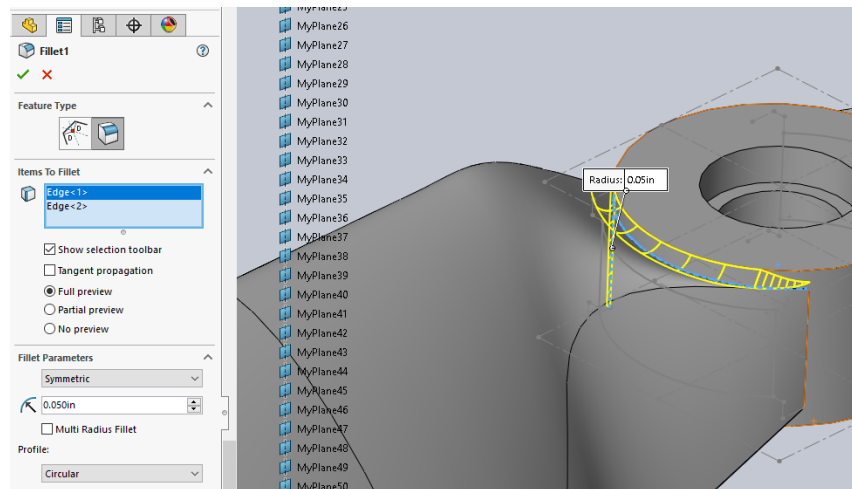 Fillet1
Feature Type
Items To Fillet
Edge<1>
Edge<2>
Show selection toolbar
Tangent propagation
Full preview
Partial preview
No preview
Fillet Parameters
Symmetric
0.050in
Multi Radius Fillet
Profile:
Circular
MyPlane25
MyPlane26
MyPlane27
MyPlane28
MyPlane29
MyPlane30
MyPlane31
MyPlane32
MyPlane33
MyPlane34
MyPlane35
MyPlane36
MyPlane37
MyPlane38
MyPlane39
MyPlane40
MyPlane41
MyPlane42
MyPlane43
MyPlane44
MyPlane45
MyPlane46
MyPlane47
MyPlane48
MyPlane49
MyPlane50
Radius: 0.05in